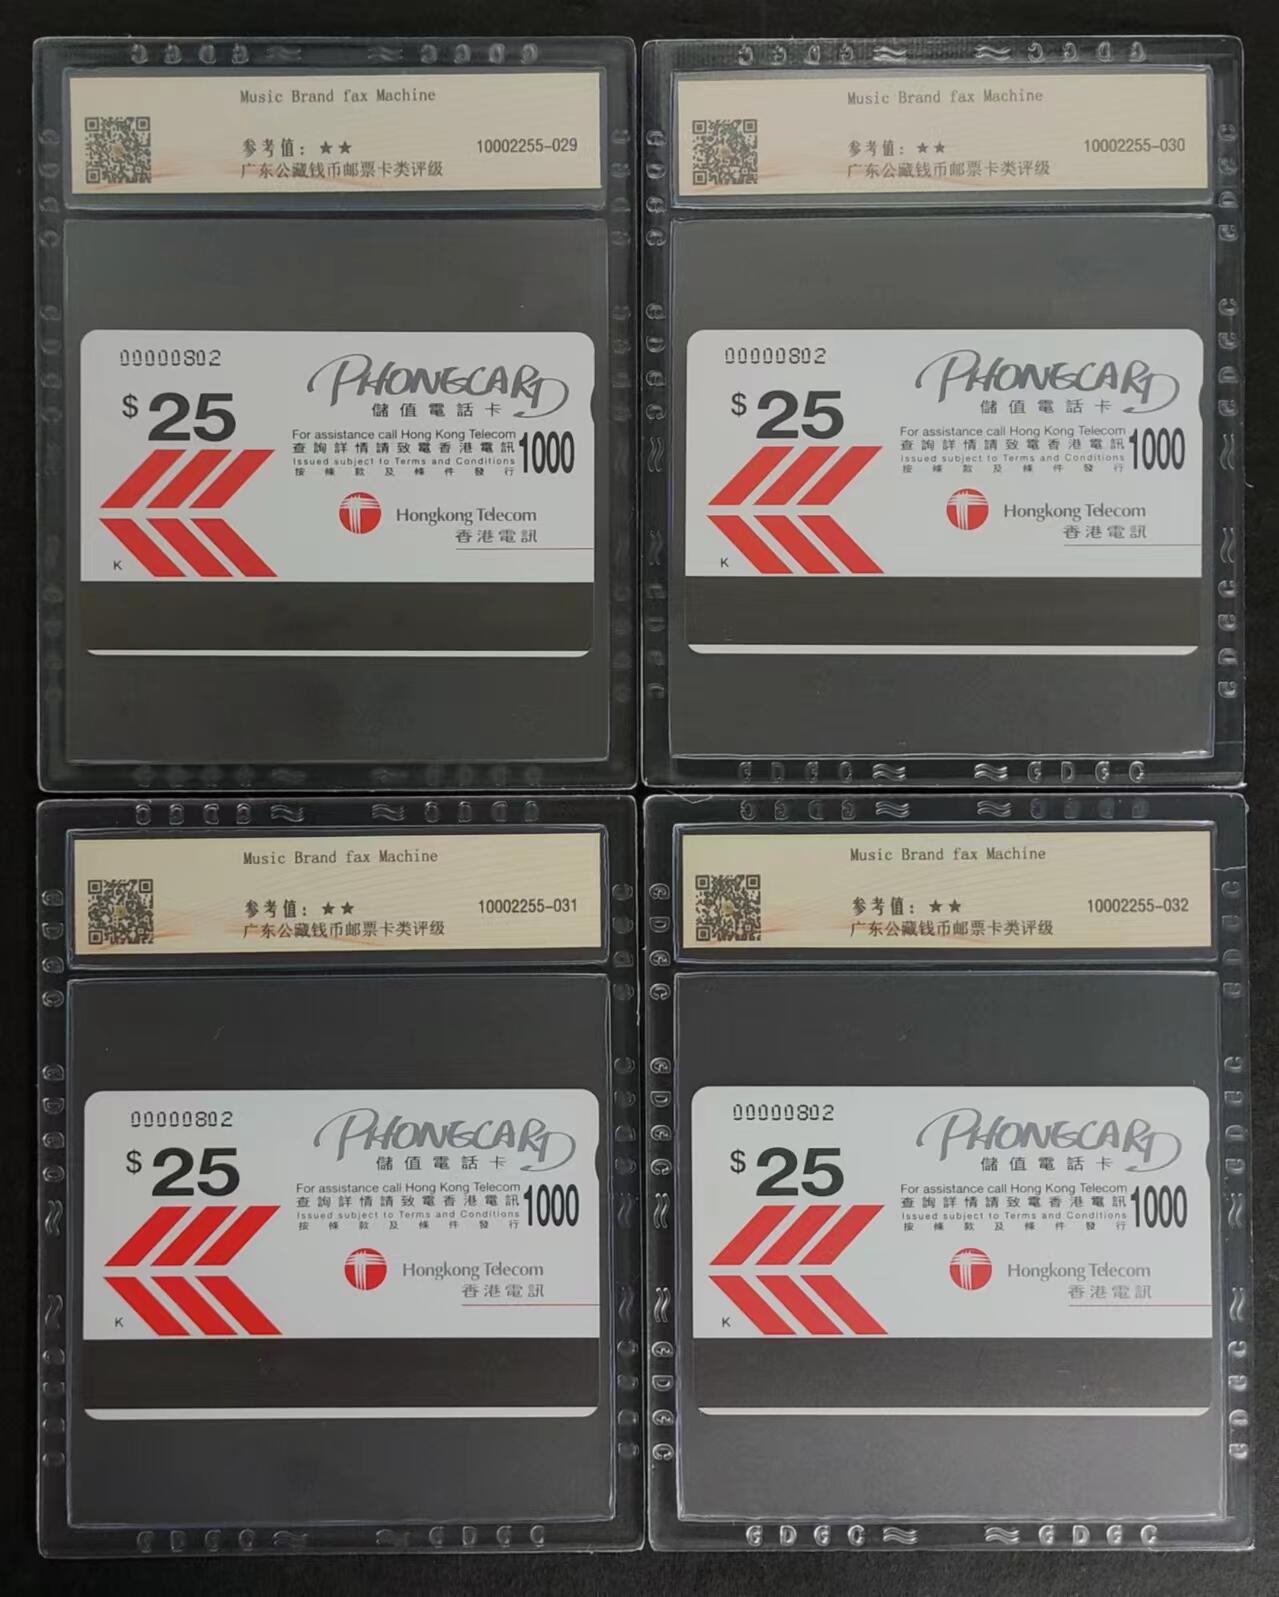 Music Brand fax Machine
参考值：★★
10002255-029
广东公藏钱币邮票卡类评级
00000802
PHONECARD
$25
儲值電話卡
For assistance call Hong Kong Telecom
查詢詳情請致電香港電訊
1000
Issued subject to Terms and Conditions
按條款及條件發行
Hongkong Telecom
香港電訊
K
Music Brand fax Machine
参考值：★★
10002255-030
广东公藏钱币邮票卡类评级
00000802
PHONECARD
$25
儲值電話卡
For assistance call Hong Kong Telecom
查詢詳情請致電香港電訊
1000
Issued subject to Terms and Conditions
按條款及條件發行
Hongkong Telecom
香港電訊
K
GDGC GDGC
Music Brand fax Machine
参考值：★★
10002255-031
广东公藏钱币邮票卡类评级
00000802
PHONECARD
$25
儲值電話卡
For assistance call Hong Kong Telecom
查詢詳情請致電香港電訊
1000
Issued subject to Terms and Conditions
按條款及條件發行
Hongkong Telecom
香港電訊
K
GDGC GDGC
Music Brand fax Machine
参考值：★★
10002255-032
广东公藏钱币邮票卡类评级
00000802
PHONECARD
$25
儲值電話卡
For assistance call Hong Kong Telecom
查詢詳情請致電香港電訊
1000
Issued subject to Terms and Conditions
按條款及條件發行
Hongkong Telecom
香港電訊
K
GDGC GDGC